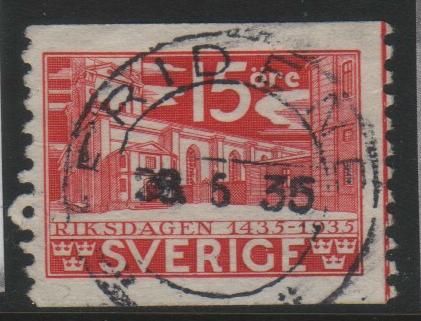 15 öre
28 6 35
RIKSDAGEN 1435-1935
SVERIGE